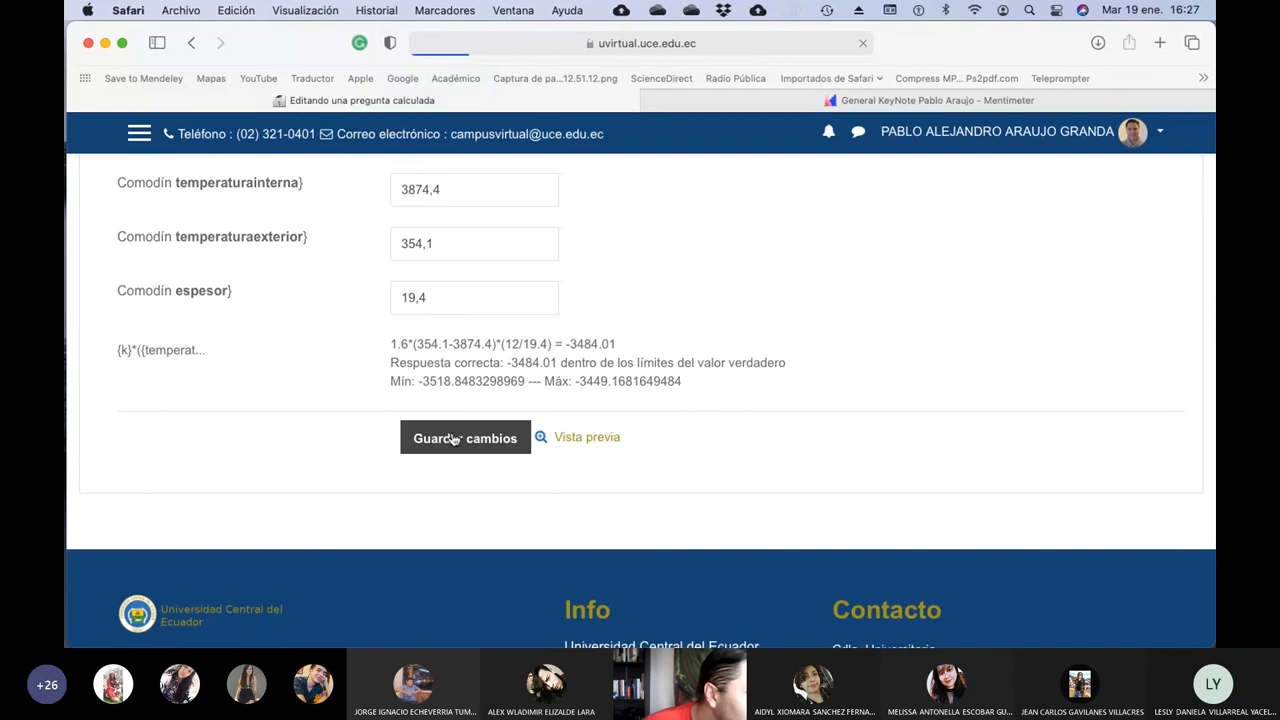 Safari Archivo Edición Visualización Historial Marcadores Ventana Ayuda Mar 19 ene. 16:27
uvirtual.uce.edu.ec
Save to Mendeley Mapas YouTube Traductor Apple Google Académico Captura de pa...12.51.12.png ScienceDirect Radio Pública Importados de Safari Compress MP... Ps2pdf.com Teleprompter
Editando una pregunta calculada General KeyNote Pablo Araujo - Mentimeter
Teléfono : (02) 321-0401 Correo electrónico : campusvirtual@uce.edu.ec PABLO ALEJANDRO ARAUJO GRANDA
Comodín temperaturainterna} 3874,4
Comodín temperaturaexterior} 354,1
Comodín espesor} 19,4
{k}*({temperat...
1.6*(354.1-3874.4)*(12/19.4) = -3484.01
Respuesta correcta: -3484.01 dentro de los límites del valor verdadero
Mín: -3518.8483298969 --- Máx: -3449.1681649484
Guardar cambios Vista previa
Universidad Central del
Ecuador
Info
Universidad Central del Ecuador
Contacto
Cdla. Universitaria
+26
JORGE IGNACIO ECHEVERRIA TUM...
ALEX WLADIMIR ELIZALDE LARA
AIDYL XIOMARA SANCHEZ FERNA...
MELISSA ANTONELLA ESCOBAR GU...
JEAN CARLOS GAVILANES VILLACRES
LY
LESLY DANIELA VILLARREAL YACEL...